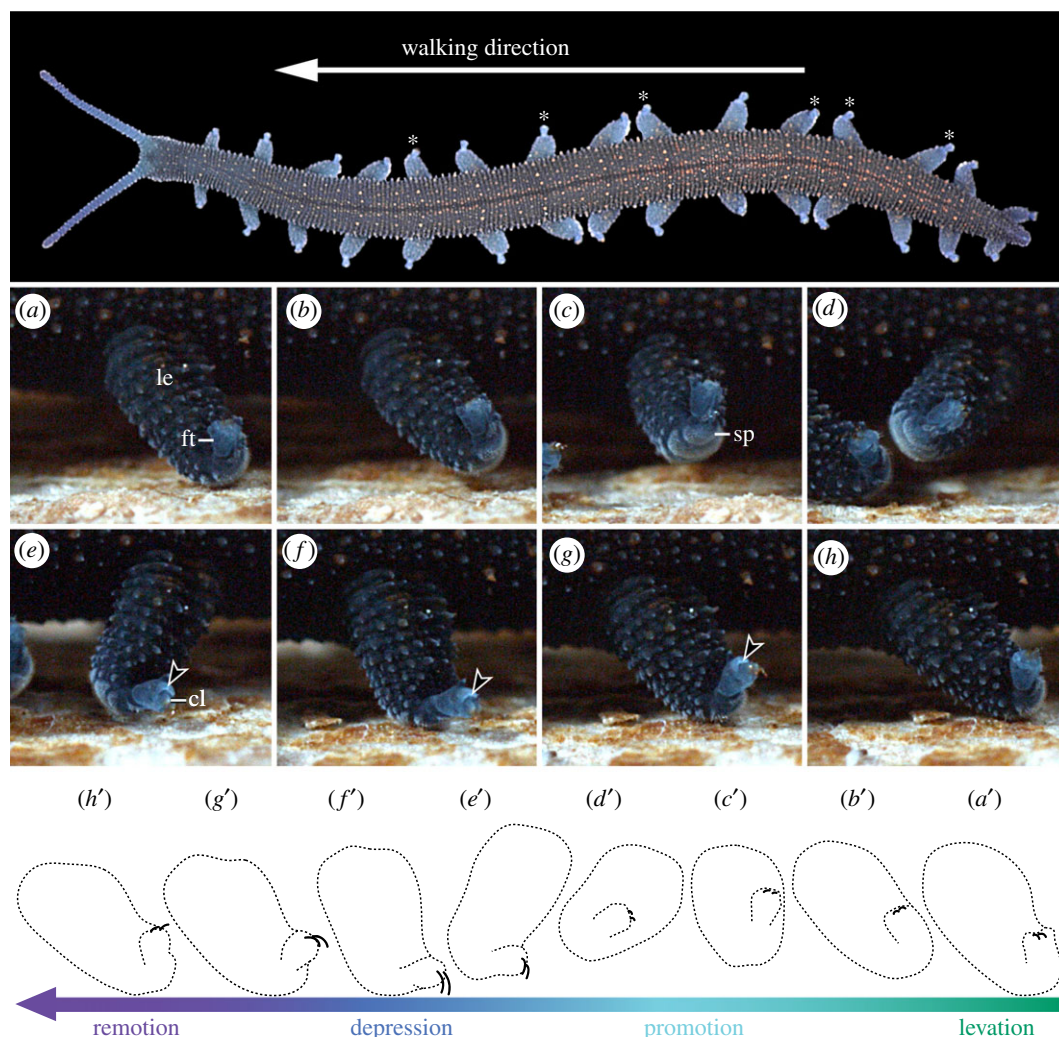 walking direction
* * * * * *
(a) (b) (c) (d)
le
ft
sp
(e) (f) (g) (h)
cl
(h′) (g′) (f′) (e′) (d′) (c′) (b′) (a′)
remotion depression promotion levation